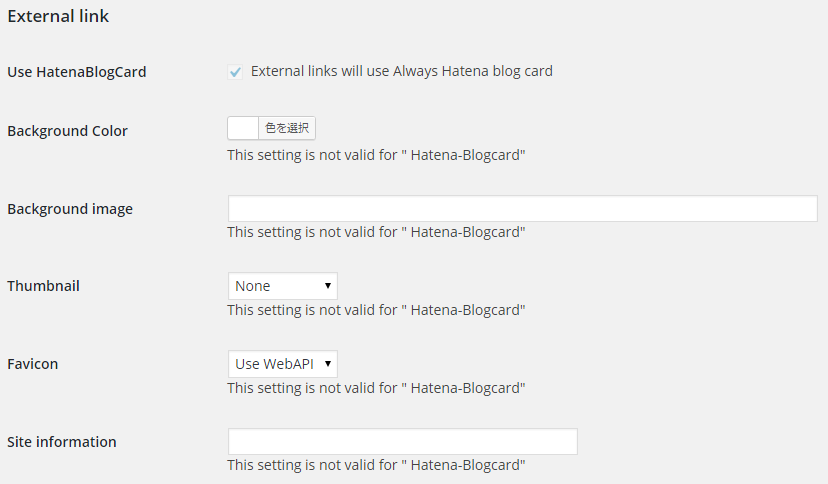 External link
Use HatenaBlogCard
External links will use Always Hatena blog card
Background Color
色を選択
This setting is not valid for " Hatena-Blogcard"
Background image
This setting is not valid for " Hatena-Blogcard"
Thumbnail
None
This setting is not valid for " Hatena-Blogcard"
Favicon
Use WebAPI
This setting is not valid for " Hatena-Blogcard"
Site information
This setting is not valid for " Hatena-Blogcard"